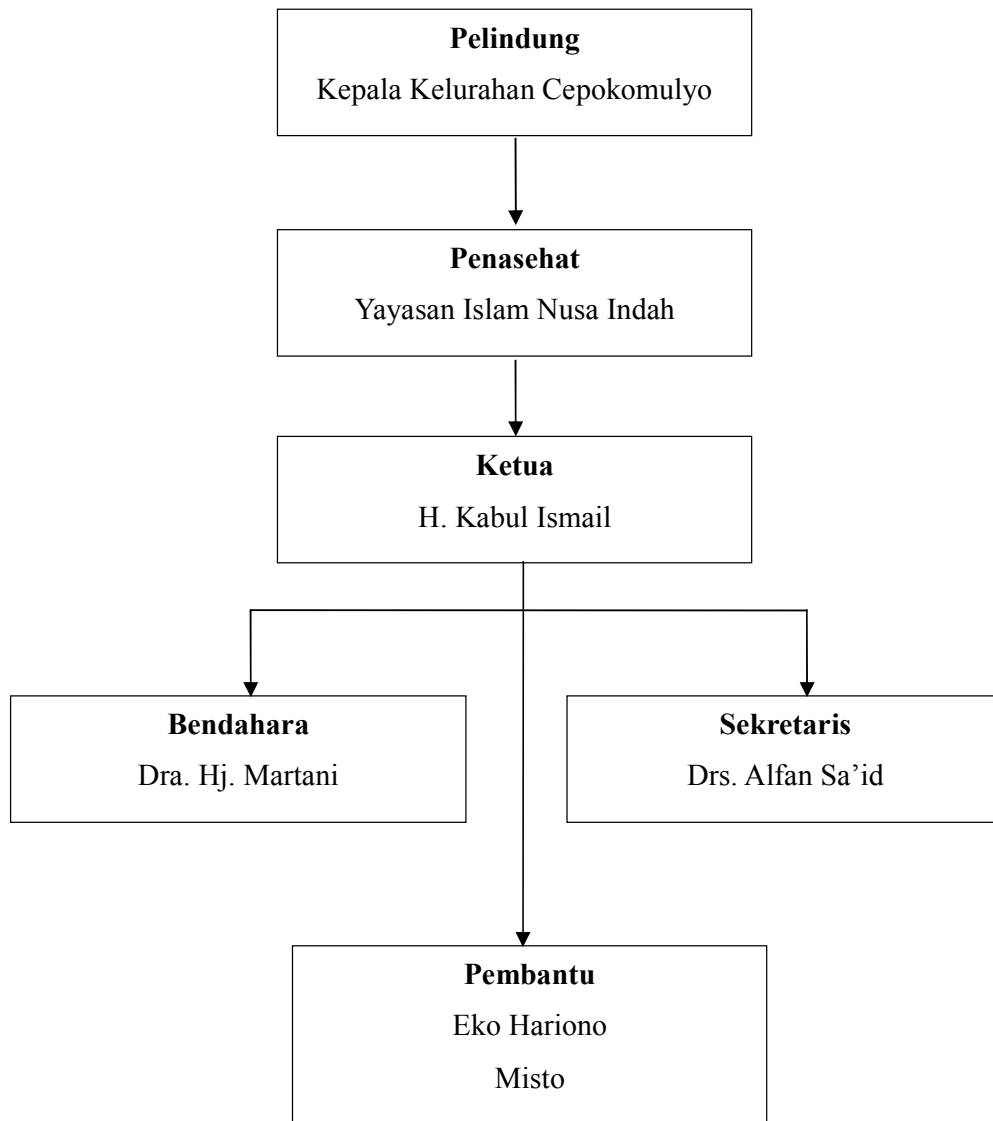 Pelindung
Kepala Kelurahan Cepokomulyo
Penasehat
Yayasan Islam Nusa Indah
Ketua
H. Kabul Ismail
Bendahara
Dra. Hj. Martani
Sekretaris
Drs. Alfan Sa’id
Pembantu
Eko Hariono
Misto